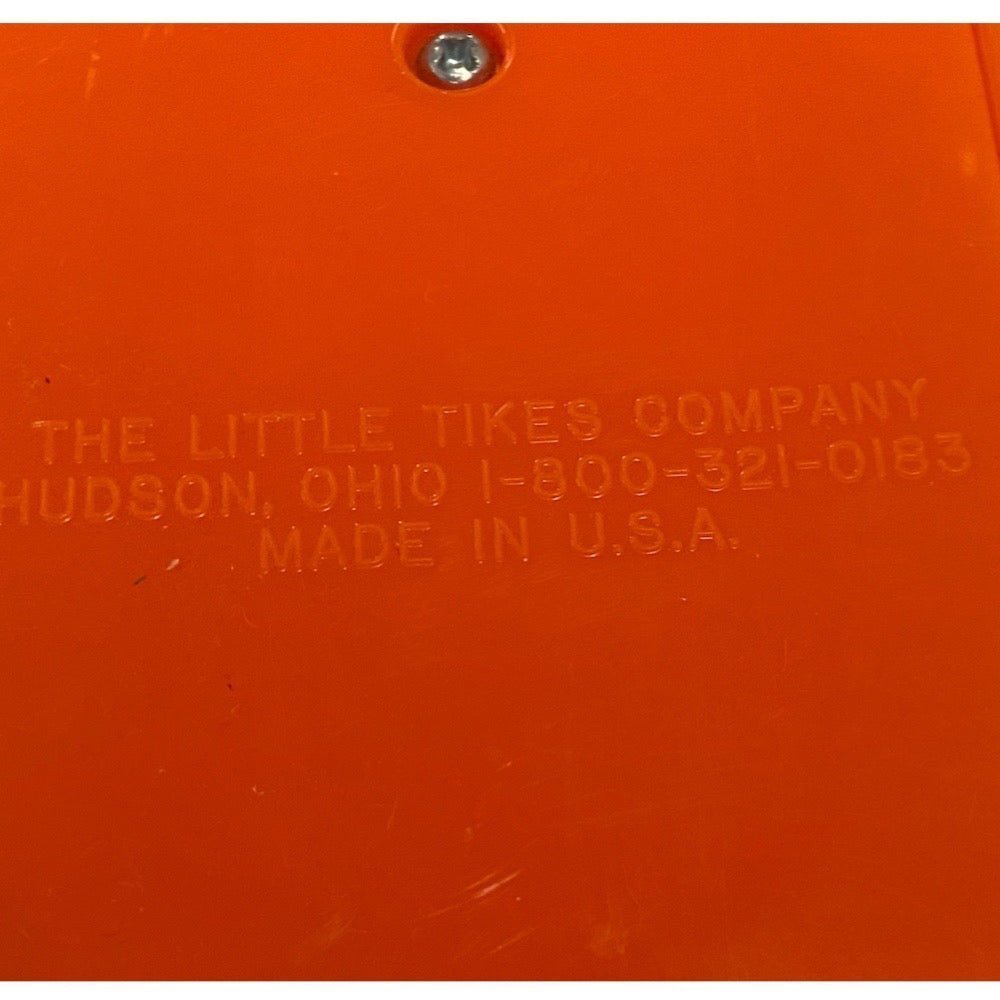 THE LITTLE TIKES COMPANY
HUDSON, OHIO 1-800-321-0183
MADE IN U.S.A.